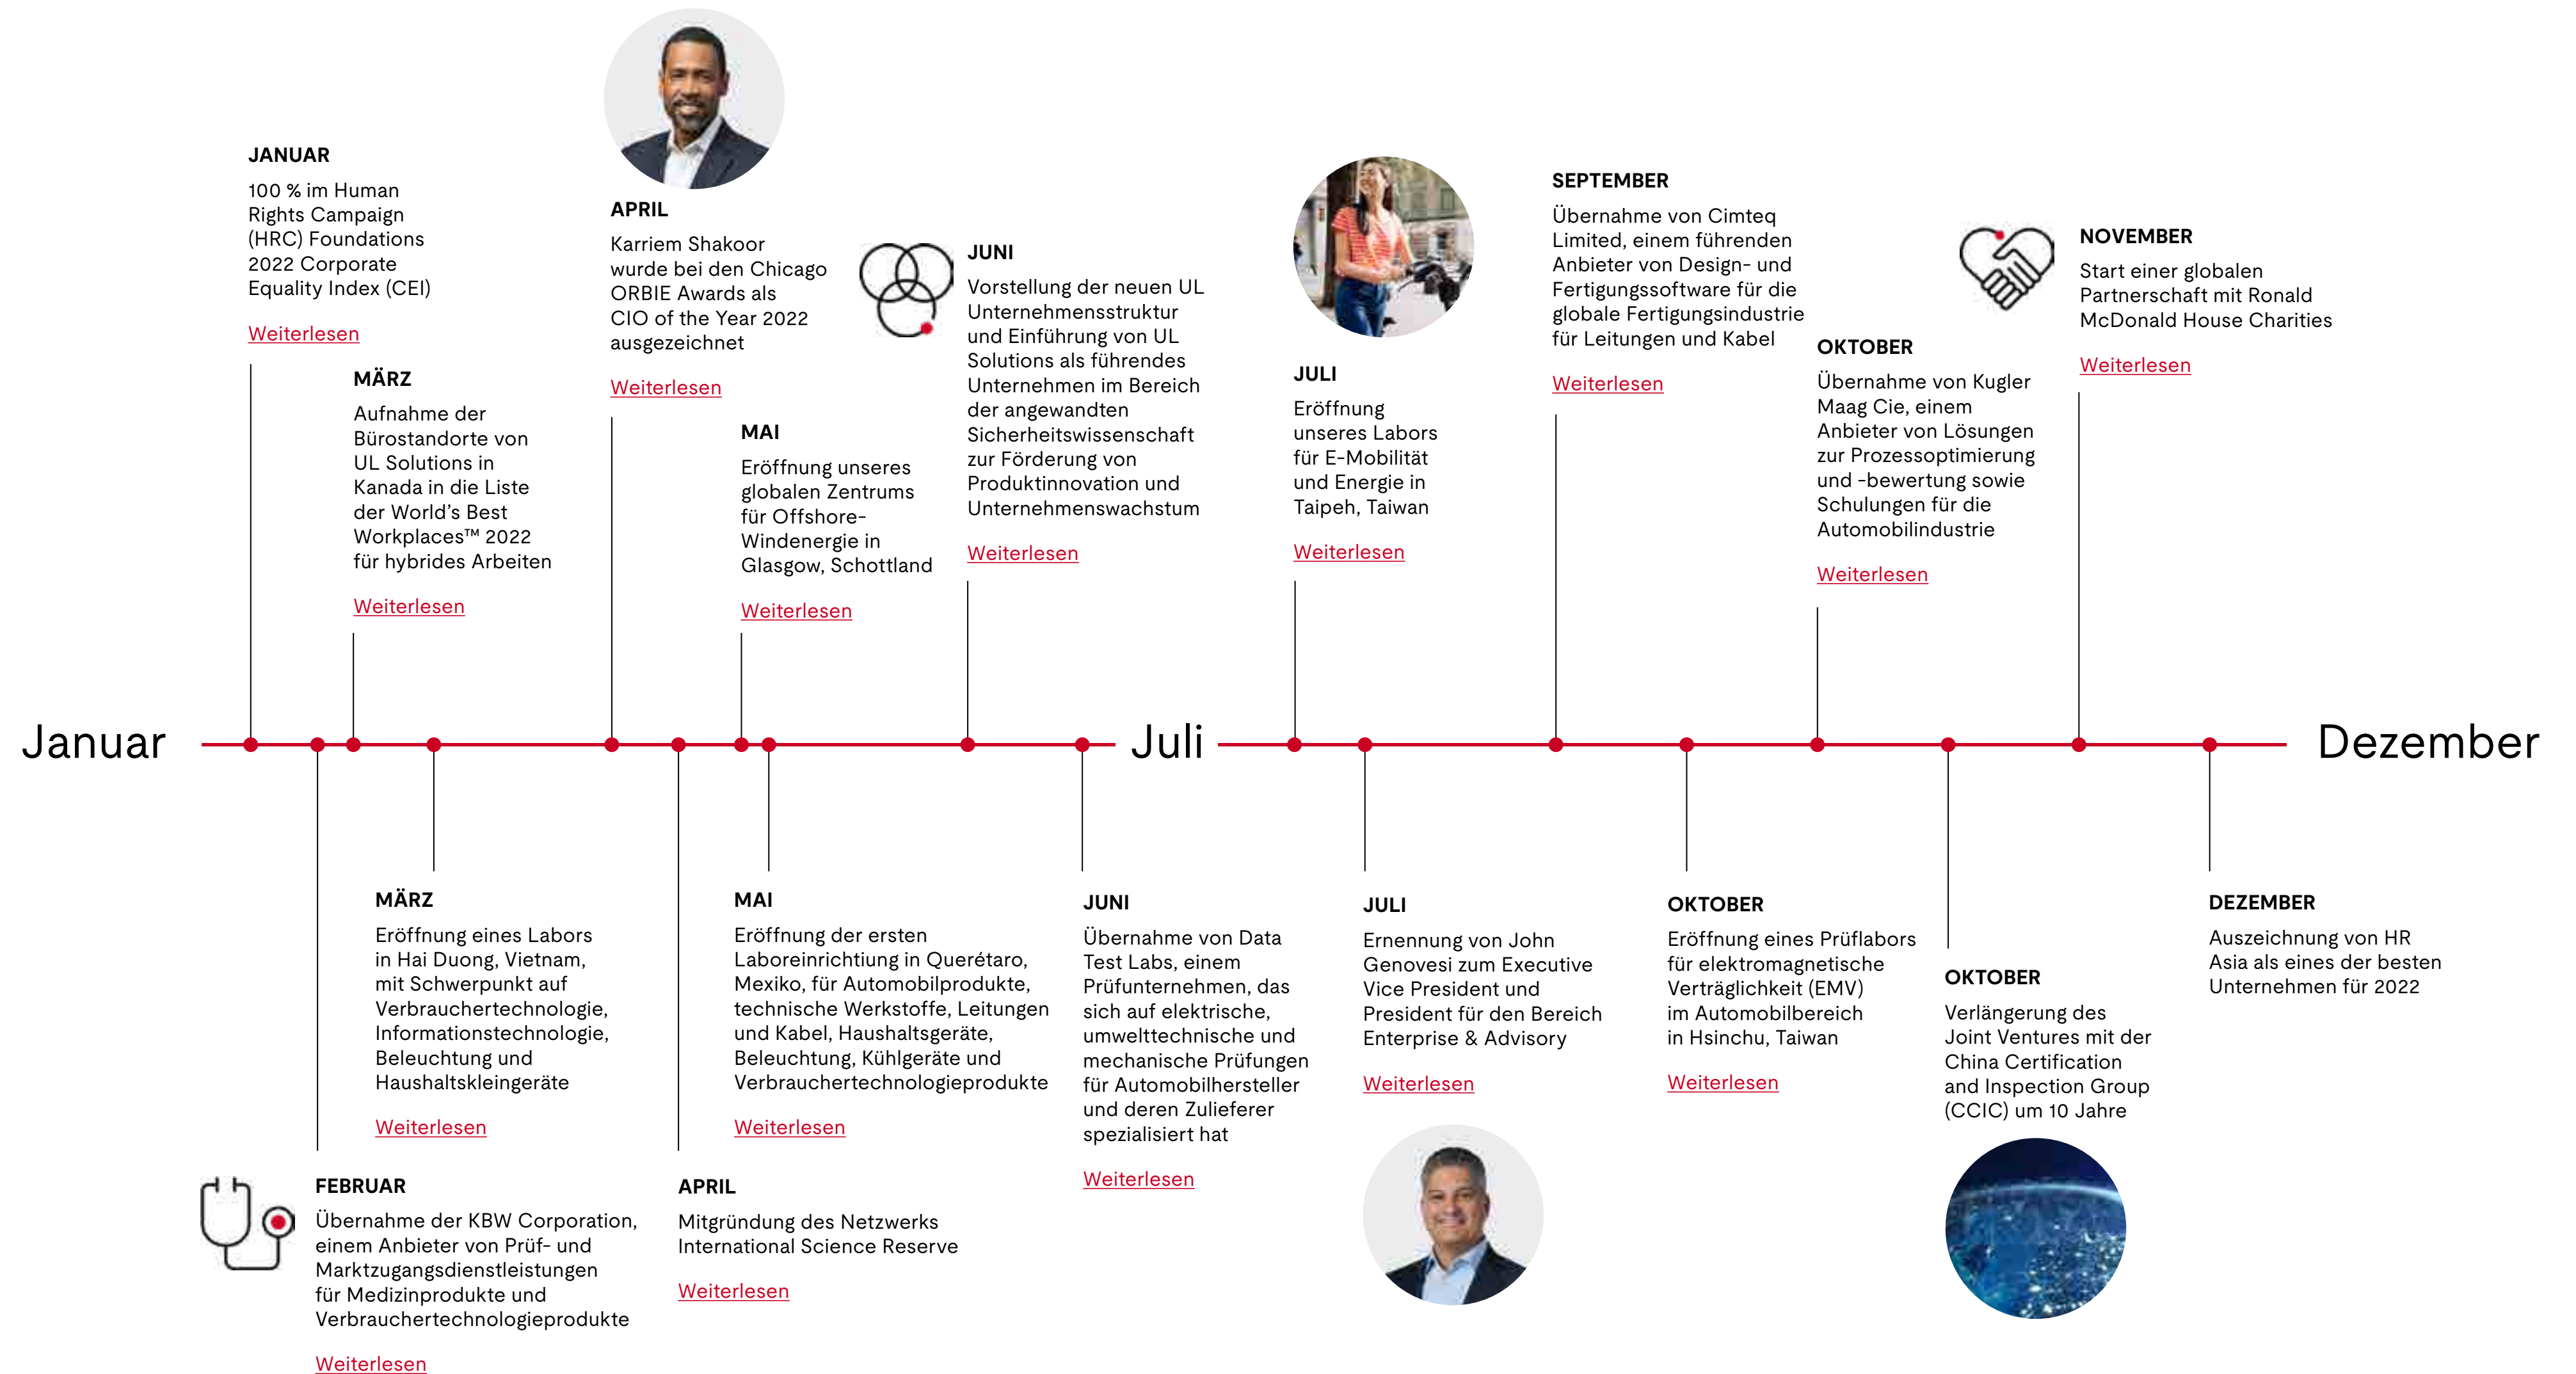 JANUAR
100 % im Human
Rights Campaign
(HRC) Foundations
2022 Corporate
Equality Index (CEI)
Weiterlesen
MÄRZ
Aufnahme der
Bürostandorte von
UL Solutions in
Kanada in die Liste
der World’s Best
Workplaces™ 2022
für hybrides Arbeiten
Weiterlesen
APRIL
Karriem Shakoor
wurde bei den Chicago
ORBIE Awards als
CIO of the Year 2022
ausgezeichnet
Weiterlesen
MAI
Eröffnung unseres
globalen Zentrums
für Offshore-
Windenergie in
Glasgow, Schottland
Weiterlesen
JUNI
Vorstellung der neuen UL
Unternehmensstruktur
und Einführung von UL
Solutions als führendes
Unternehmen im Bereich
der angewandten
Sicherheitswissenschaft
zur Förderung von
Produktinnovation und
Unternehmenswachstum
Weiterlesen
JULI
Eröffnung
unseres Labors
für E-Mobilität
und Energie in
Taipeh, Taiwan
Weiterlesen
SEPTEMBER
Übernahme von Cimteq
Limited, einem führenden
Anbieter von Design- und
Fertigungssoftware für die
globale Fertigungsindustrie
für Leitungen und Kabel
Weiterlesen
OKTOBER
Übernahme von Kugler
Maag Cie, einem
Anbieter von Lösungen
zur Prozessoptimierung
und -bewertung sowie
Schulungen für die
Automobilindustrie
Weiterlesen
NOVEMBER
Start einer globalen
Partnerschaft mit Ronald
McDonald House Charities
Weiterlesen
Januar
Juli
Dezember
FEBRUAR
Übernahme der KBW Corporation,
einem Anbieter von Prüf- und
Marktzugangsdienstleistungen
für Medizinprodukte und
Verbrauchertechnologieprodukte
Weiterlesen
MÄRZ
Eröffnung eines Labors
in Hai Duong, Vietnam,
mit Schwerpunkt auf
Verbrauchertechnologie,
Informationstechnologie,
Beleuchtung und
Haushaltskleingeräte
Weiterlesen
APRIL
Mitgründung des Netzwerks
International Science Reserve
Weiterlesen
MAI
Eröffnung der ersten
Laboreinrichtiung in Querétaro,
Mexiko, für Automobilprodukte,
technische Werkstoffe, Leitungen
und Kabel, Haushaltsgeräte,
Beleuchtung, Kühlgeräte und
Verbrauchertechnologieprodukte
Weiterlesen
JUNI
Übernahme von Data
Test Labs, einem
Prüfunternehmen, das
sich auf elektrische,
umwelttechnische und
mechanische Prüfungen
für Automobilhersteller
und deren Zulieferer
spezialisiert hat
Weiterlesen
JULI
Ernennung von John
Genovesi zum Executive
Vice President und
President für den Bereich
Enterprise & Advisory
Weiterlesen
OKTOBER
Eröffnung eines Prüflabors
für elektromagnetische
Verträglichkeit (EMV)
im Automobilbereich
in Hsinchu, Taiwan
Weiterlesen
OKTOBER
Verlängerung des
Joint Ventures mit der
China Certification
and Inspection Group
(CCIC) um 10 Jahre
DEZEMBER
Auszeichnung von HR
Asia als eines der besten
Unternehmen für 2022